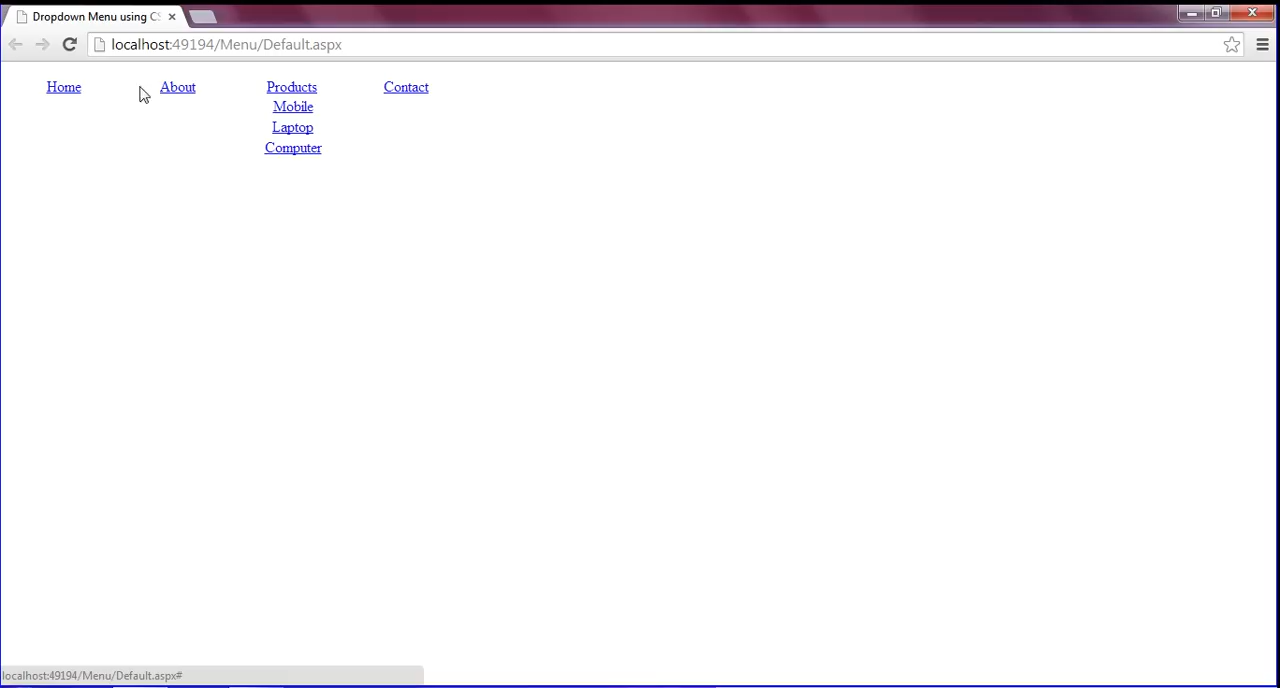 Dropdown Menu using CS
localhost:49194/Menu/Default.aspx
Home About Products Contact
Mobile
Laptop
Computer
localhost:49194/Menu/Default.aspx#